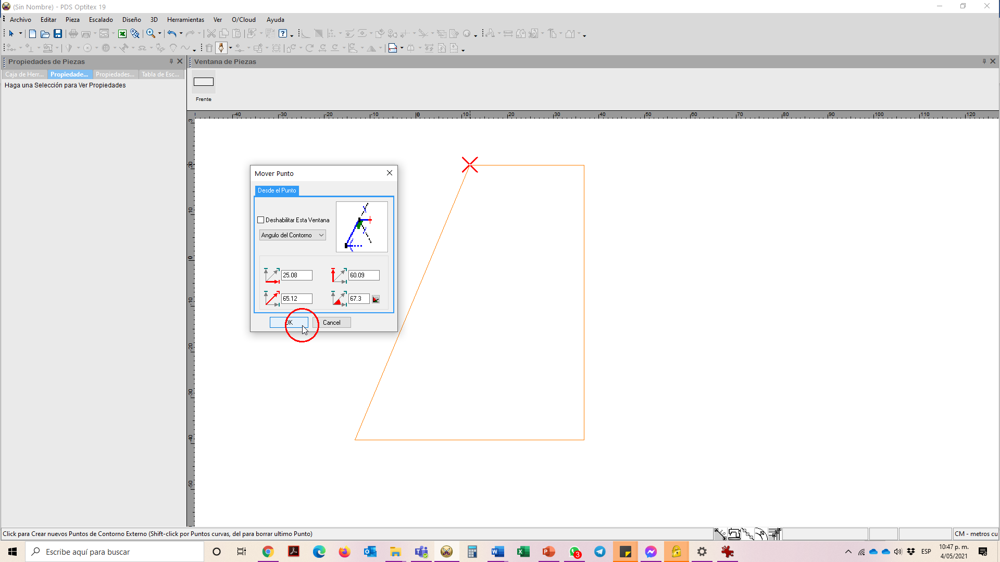 (Sin Nombre) - PDS Optitex 19
Archivo Editar Pieza Escalado Diseño 3D Herramientas Ver O/Cloud Ayuda
Propiedades de Piezas
Ventana de Piezas
Caja de Herr... Propiedade... Propiedades... Tabla de Esc...
Haga una Selección para Ver Propiedades
Frente
-40 -30 -20 -10 0 10 20 30 40 50 60 70 80 90 100 110 120
3
20
10
0
-10
-20
-30
-40
-50
Mover Punto
Desde el Punto
Deshabilitar Esta Ventana
Angulo del Contorno
25.08 60.09
65.12 67.3
OK Cancel
Click para Crear nuevos Puntos de Contorno Externo (Shift-click por Puntos curvas, del para borrar ultimo Punto)
CM - metros cu
Escribe aquí para buscar
3
ESP
10:47 p. m.
4/05/2021